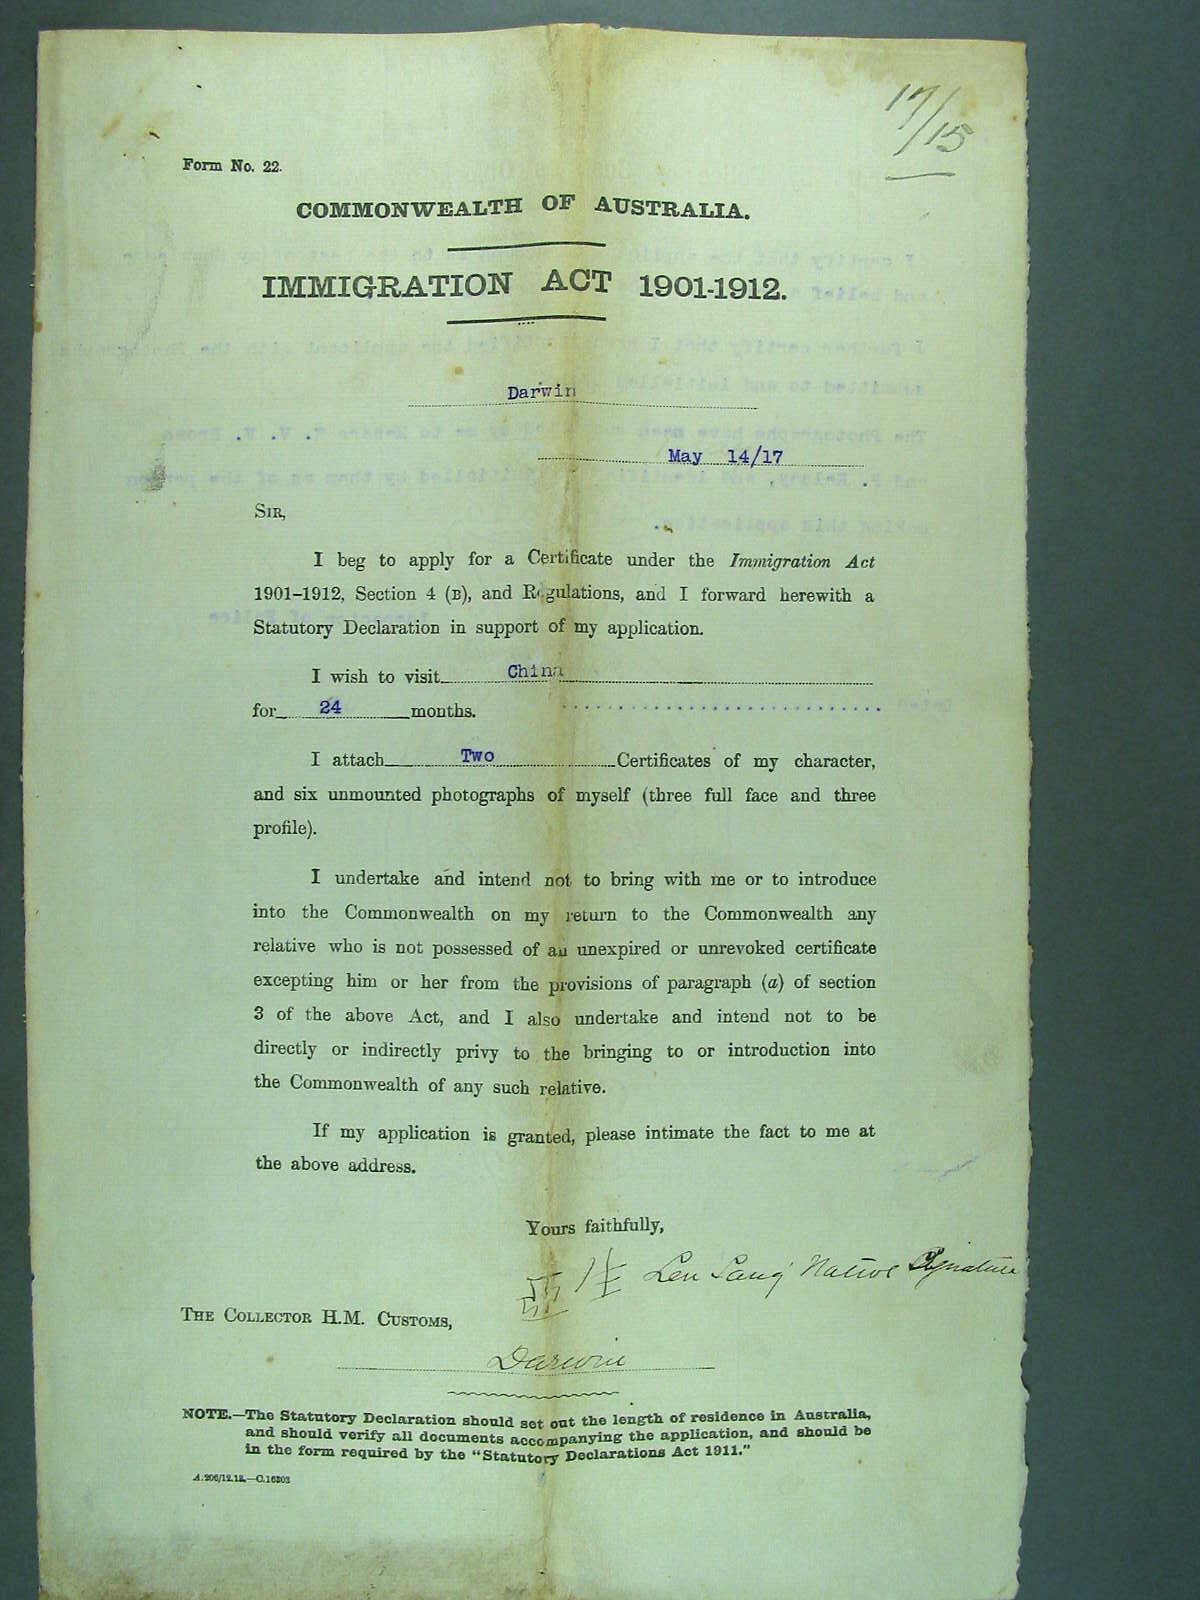 17/15
Form No. 22.
COMMONWEALTH OF AUSTRALIA.
IMMIGRATION ACT 1901-1912.
Darwin
May 14/17
SIR,
I beg to apply for a Certificate under the Immigration Act
1901-1912, Section 4 (B), and Regulations, and I forward herewith a
Statutory Declaration in support of my application.
I wish to visit China
for 24 months.
I attach Two Certificates of my character,
and six unmounted photographs of myself (three full face and three
profile).
I undertake and intend not to bring with me or to introduce
into the Commonwealth on my return to the Commonwealth any
relative who is not possessed of an unexpired or unrevoked certificate
excepting him or her from the provisions of paragraph (a) of section
3 of the above Act, and I also undertake and intend not to be
directly or indirectly privy to the bringing to or introduction into
the Commonwealth of any such relative.
If my application is granted, please intimate the fact to me at
the above address.
Yours faithfully,
Len Sang Native Signature
THE COLLECTOR H.M. CUSTOMS,
Darwin
NOTE.—The Statutory Declaration should set out the length of residence in Australia,
and should verify all documents accompanying the application, and should be
in the form required by the "Statutory Declarations Act 1911."
A.206/12.12.—C.16303